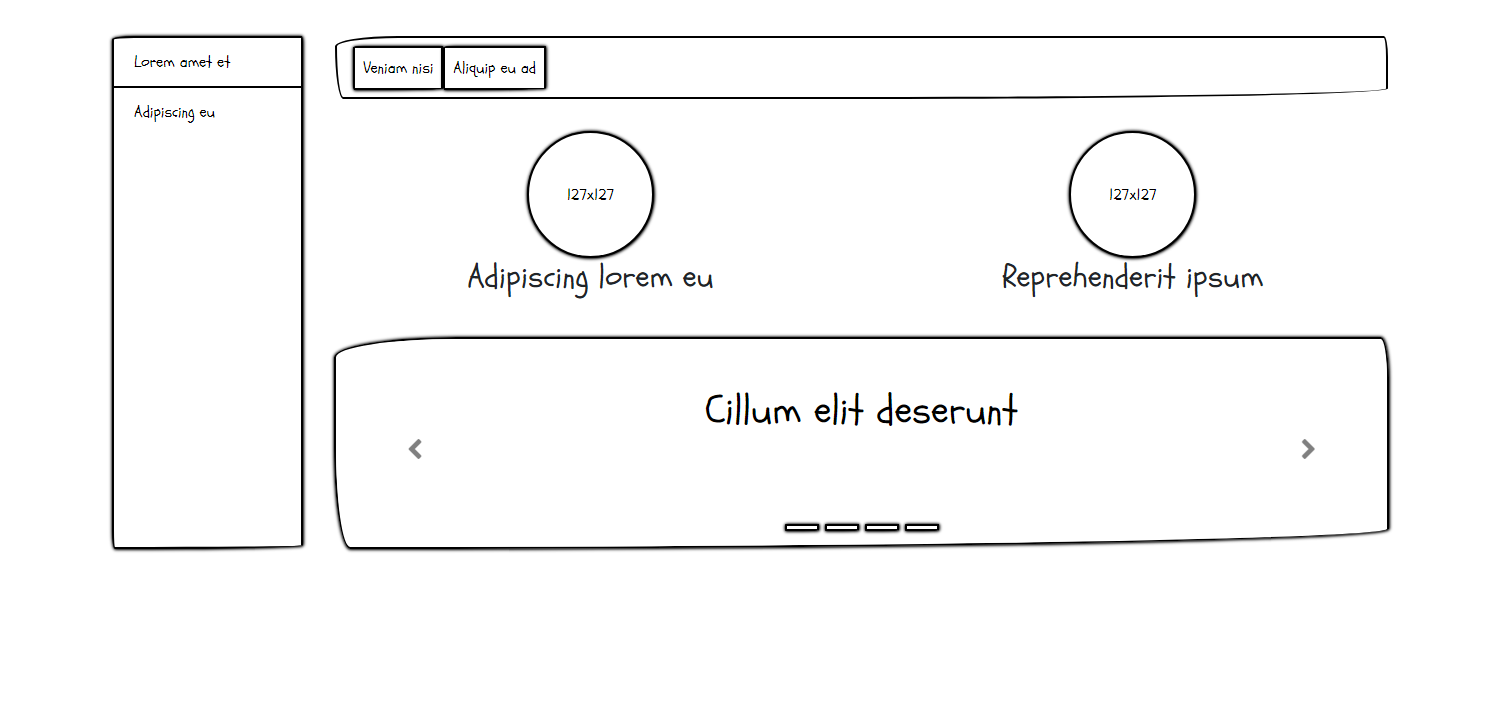 Lorem amet et
Adipiscing eu
Veniam nisi
Aliquip eu ad
127x127
Adipiscing lorem eu
127x127
Reprehenderit ipsum
Cillum elit deserunt